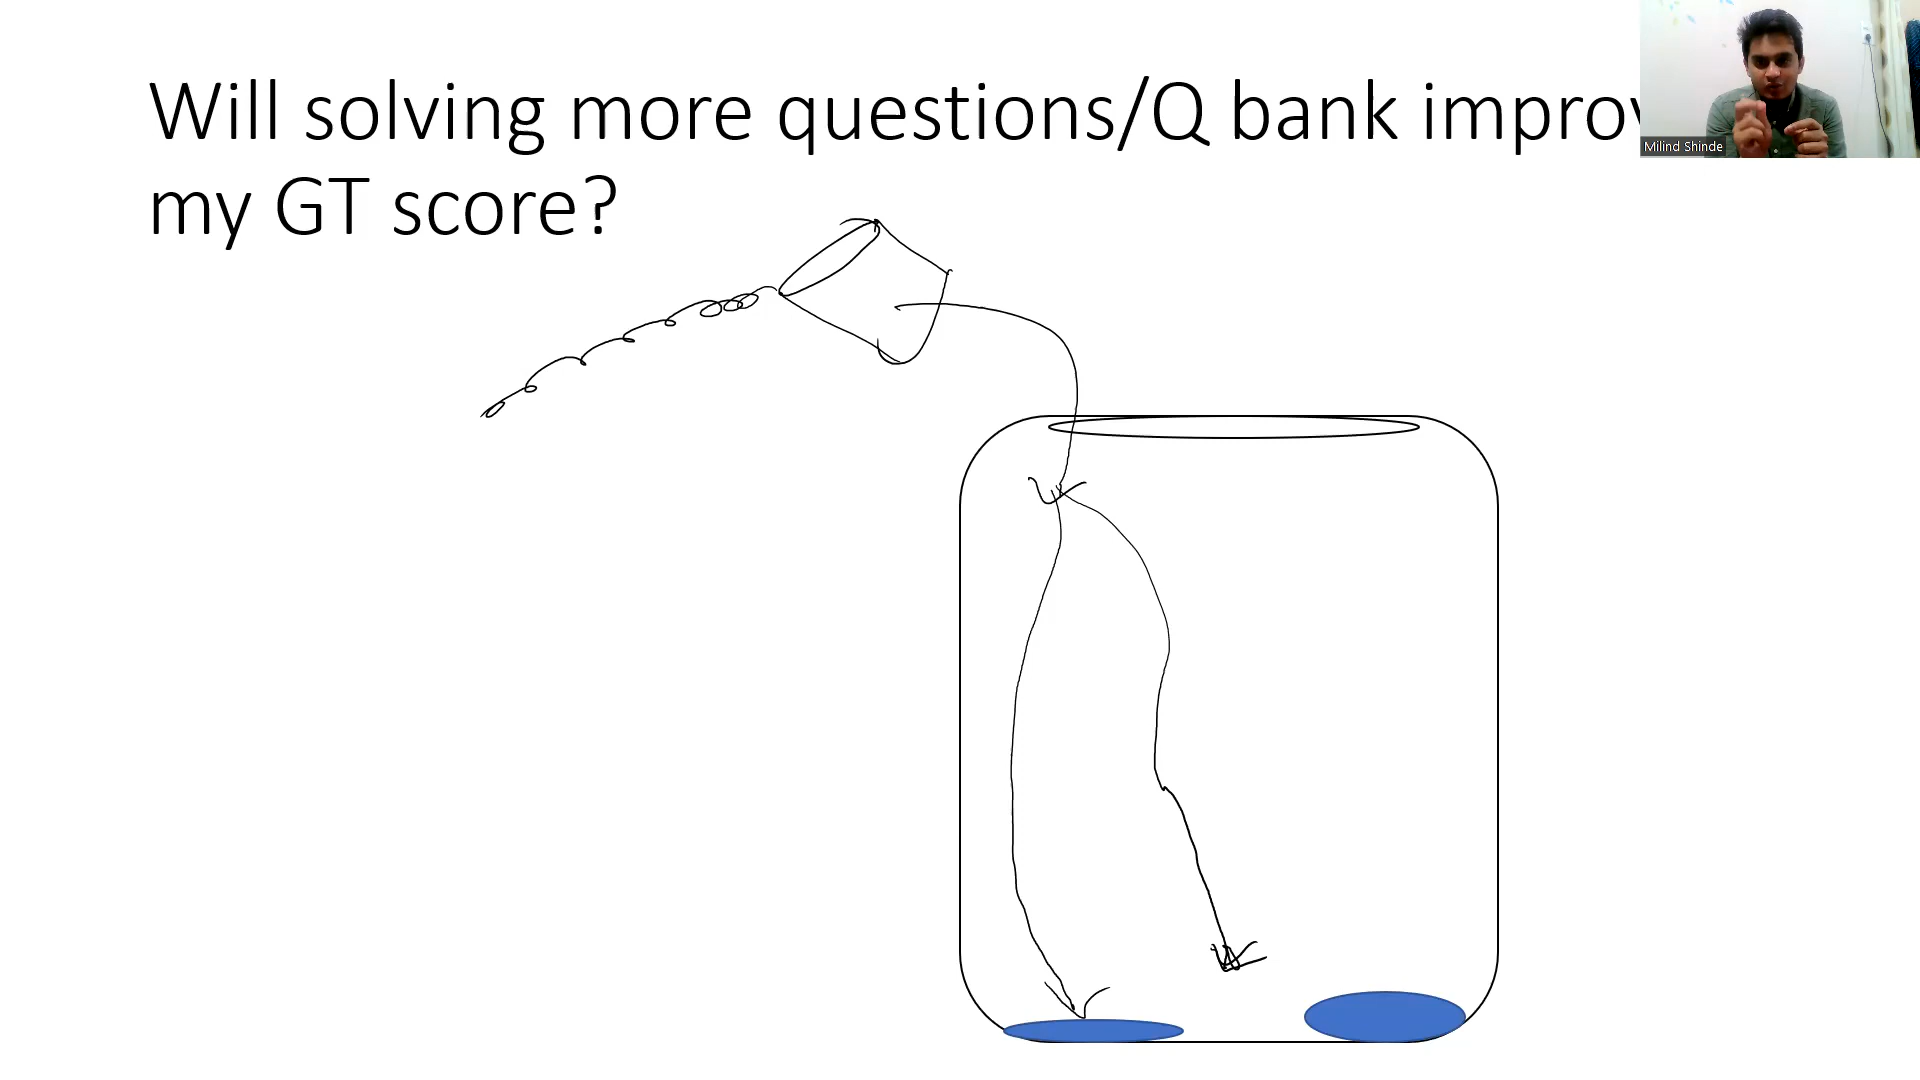 Will solving more questions/Q bank improv
my GT score?
Milind Shinde